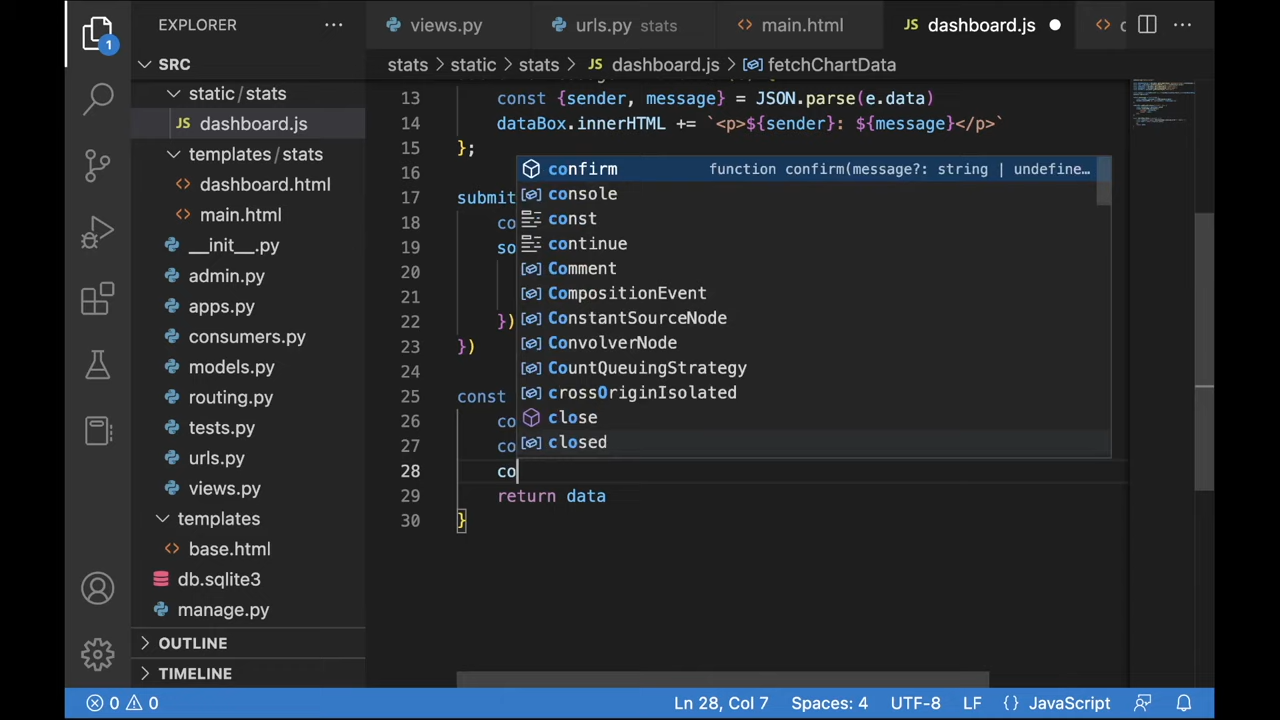 EXPLORER
views.py
urls.py stats
main.html
JS dashboard.js
1
SRC
stats
static
stats
JS dashboard.js
fetchChartData
static / stats
JS dashboard.js
templates / stats
dashboard.html
main.html
__init__.py
admin.py
apps.py
consumers.py
models.py
routing.py
tests.py
urls.py
views.py
templates
base.html
db.sqlite3
manage.py
OUTLINE
TIMELINE
13 const {sender, message} = JSON.parse(e.data)
14 dataBox.innerHTML += `<p>${sender}: ${message}</p>`
15 };
16
17 submit
18 co
19 so
20
21
22 })
23 })
24
25 const
26 co
27 co
28 co
29 return data
30 }
confirm function confirm(message?: string | undefine…
console
const
continue
Comment
CompositionEvent
ConstantSourceNode
ConvolverNode
CountQueuingStrategy
crossOriginIsolated
close
closed
0 0 Ln 28, Col 7 Spaces: 4 UTF-8 LF {} JavaScript